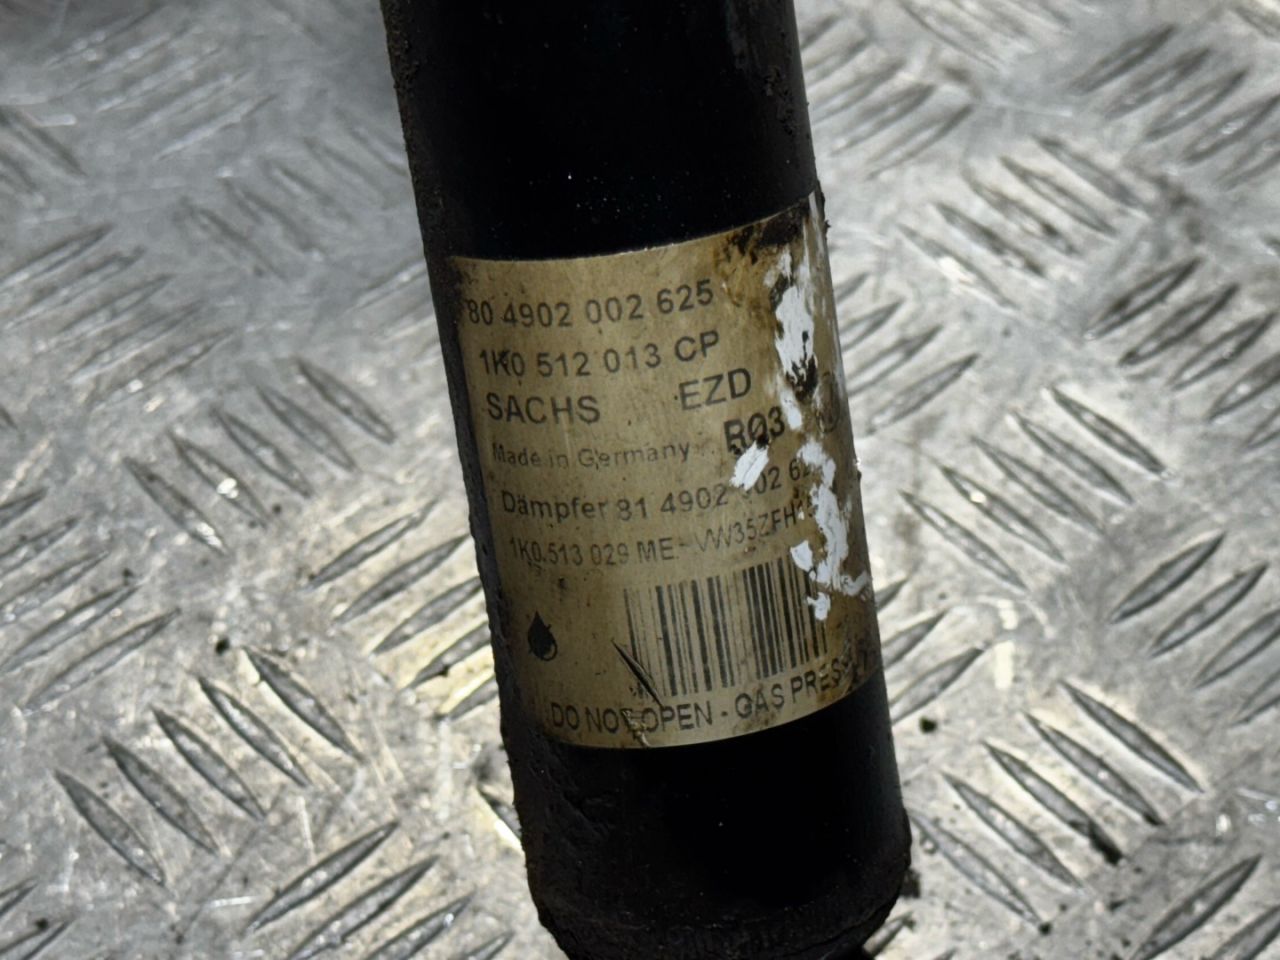 80 4902 002 625
1K0 512 013 CP
SACHS EZD
Made in Germany R03
Dämpfer 81 4902
1K0 513 029 ME
DO NOT OPEN - GAS